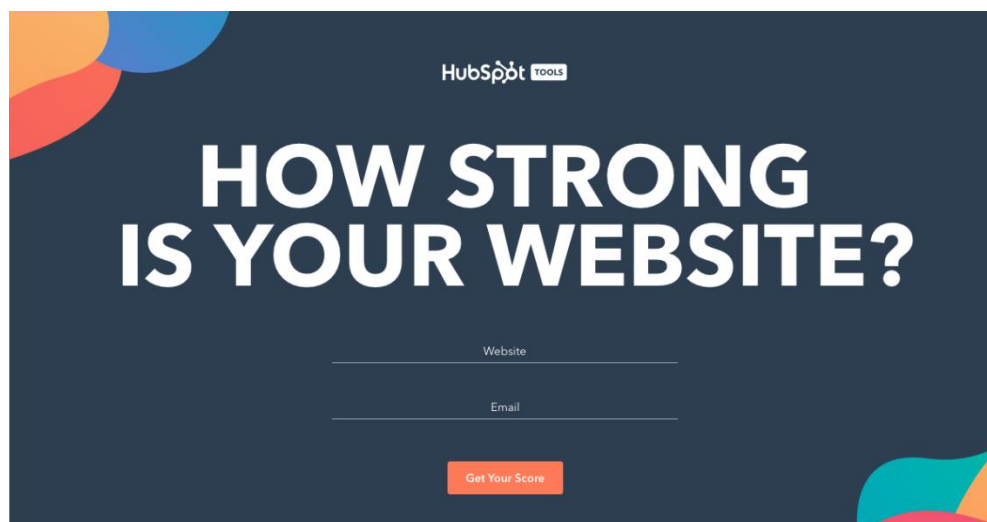 HubSpot TOOLS
HOW STRONG
IS YOUR WEBSITE?
Website
Email
Get Your Score